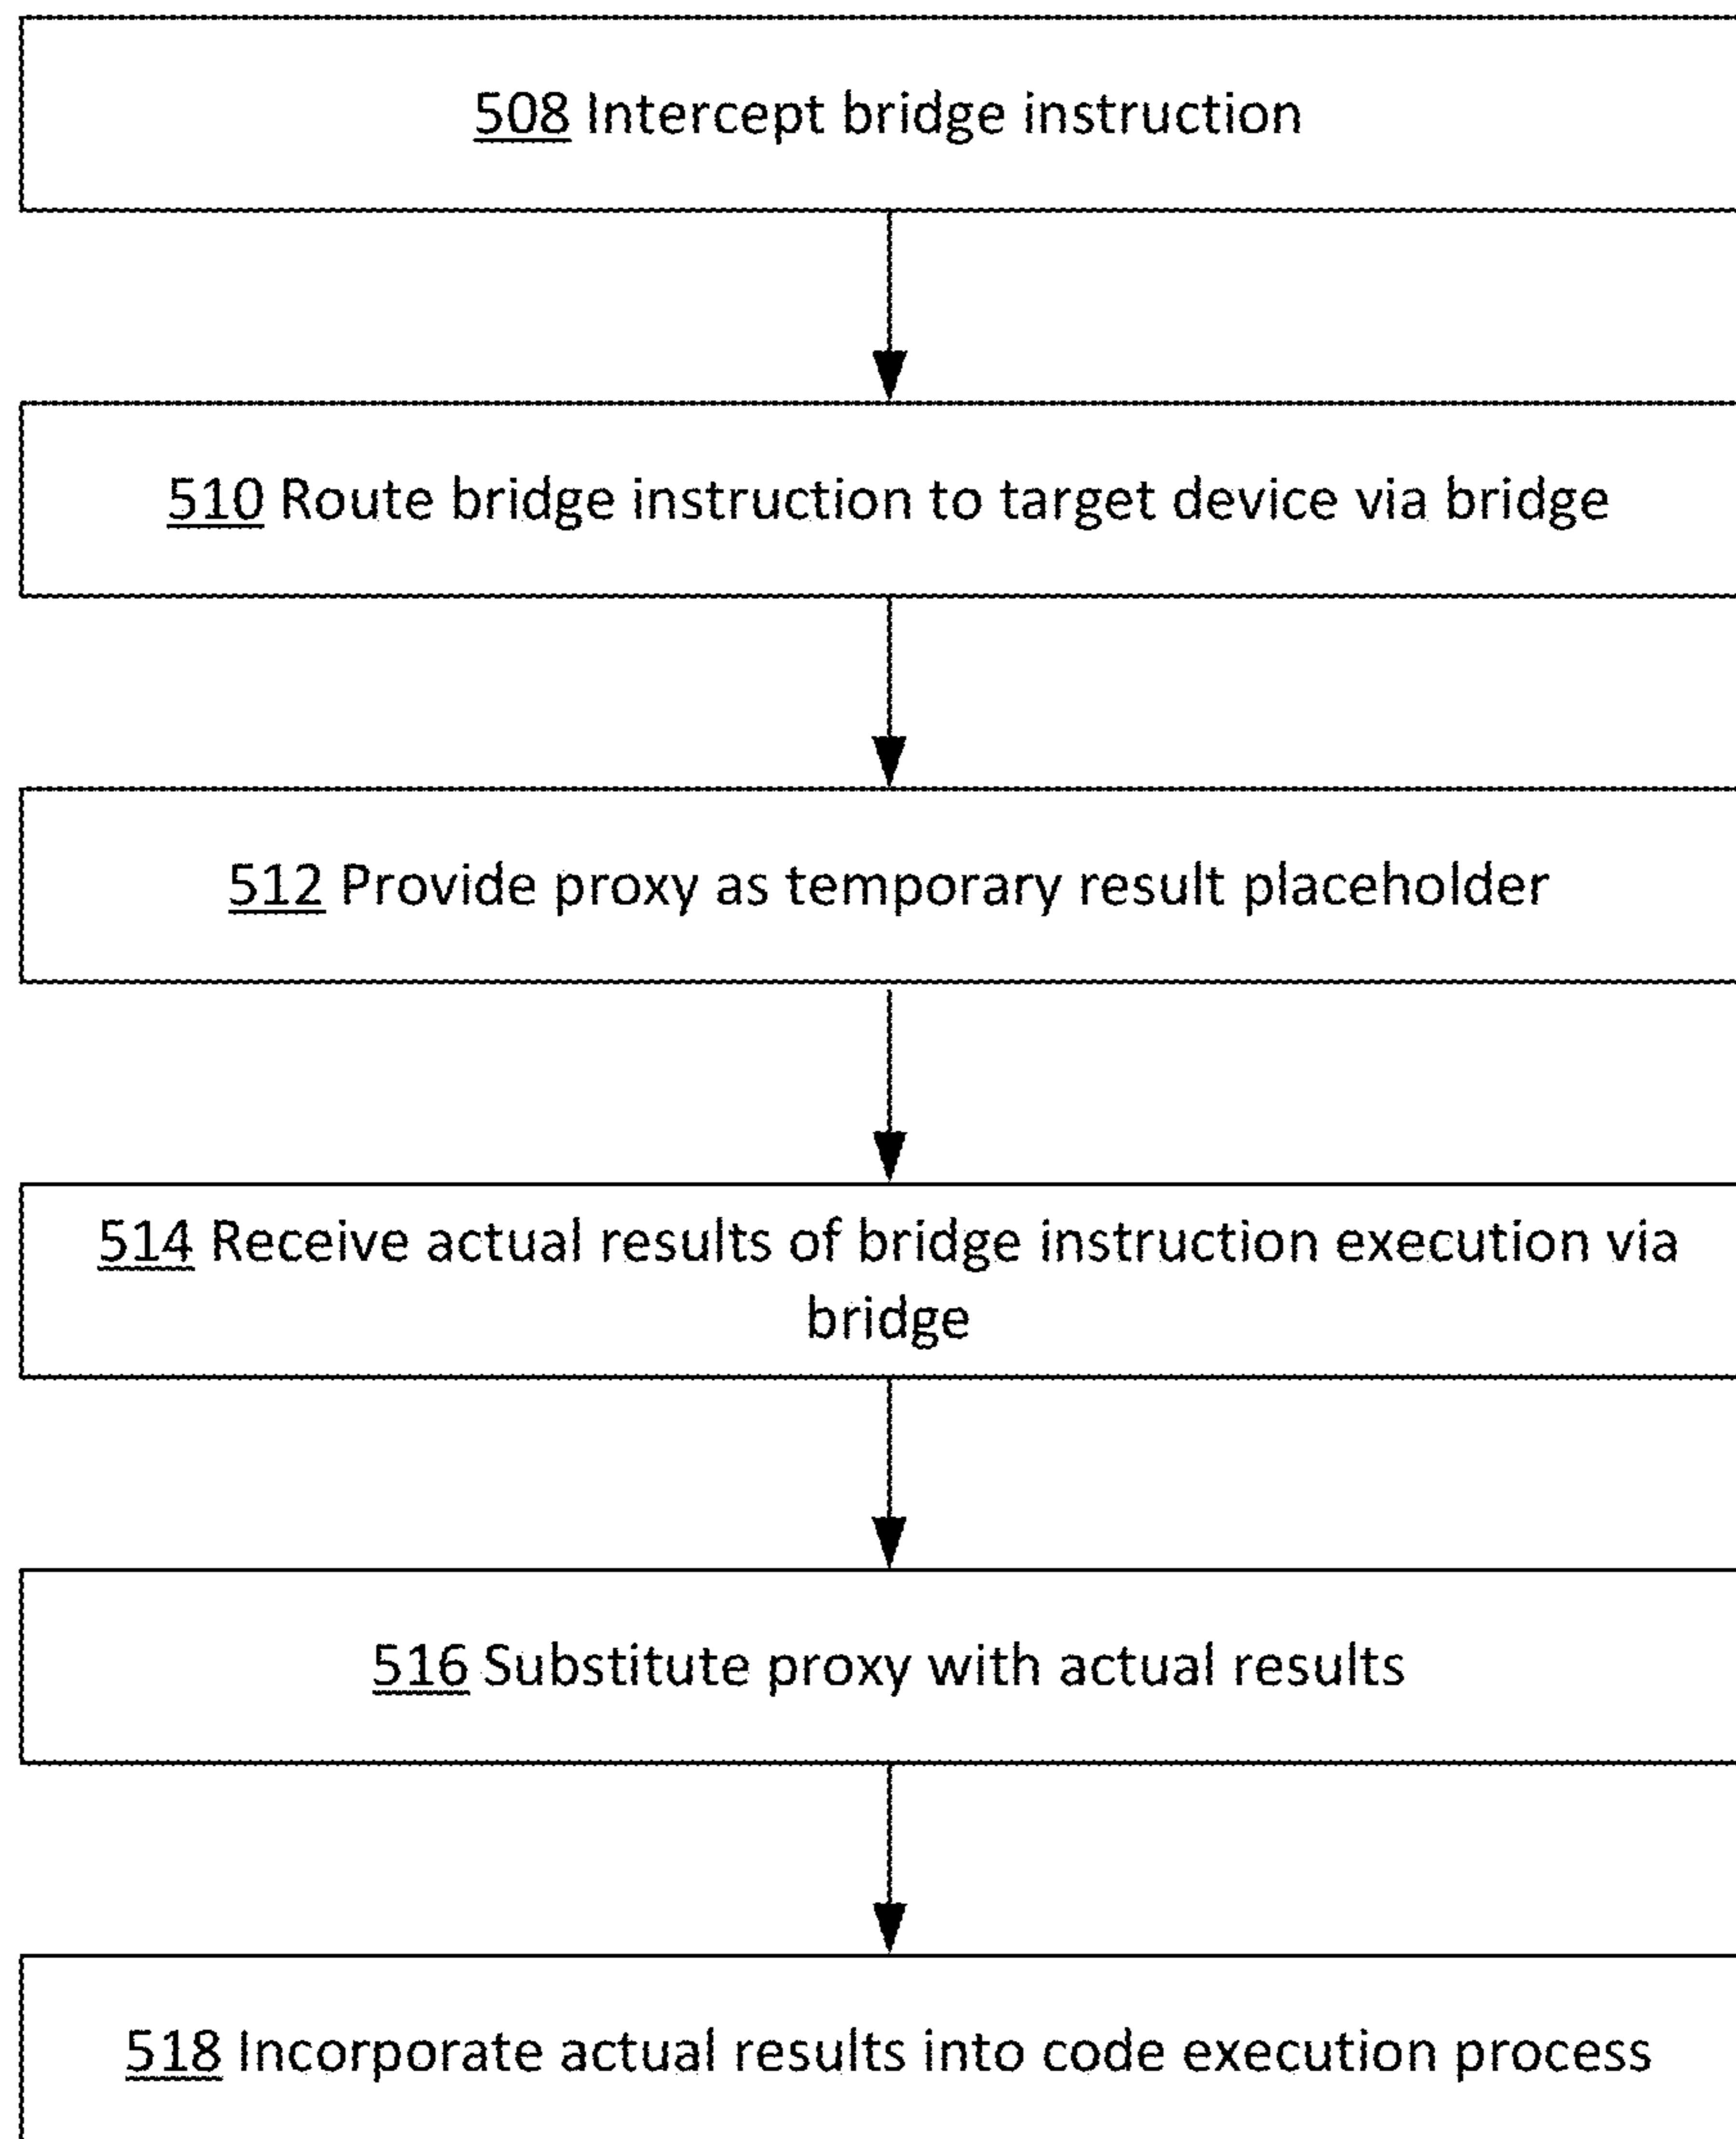 508 Intercept bridge instruction
510 Route bridge instruction to target device via bridge
512 Provide proxy as temporary result placeholder
514 Receive actual results of bridge instruction execution via
bridge
516 Substitute proxy with actual results
518 Incorporate actual results into code execution process